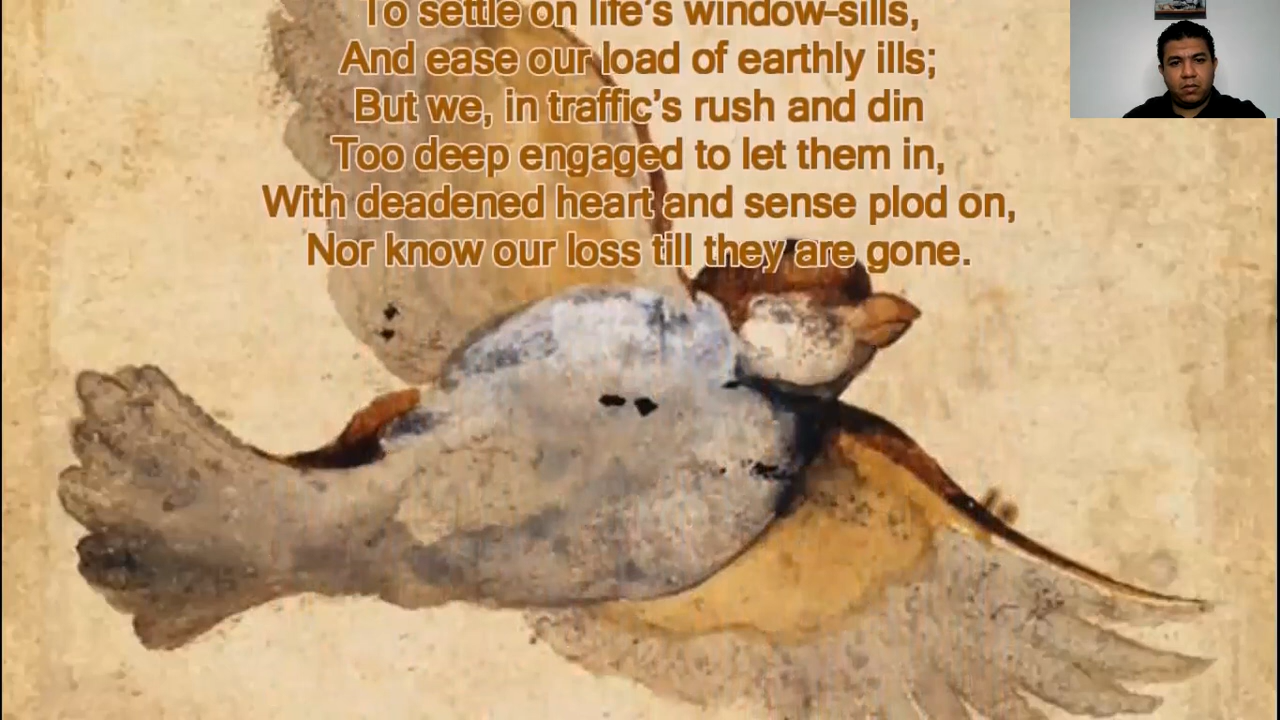 To settle on life's window-sills,
And ease our load of earthly ills;
But we, in traffic's rush and din
Too deep engaged to let them in,
With deadened heart and sense plod on,
Nor know our loss till they are gone.